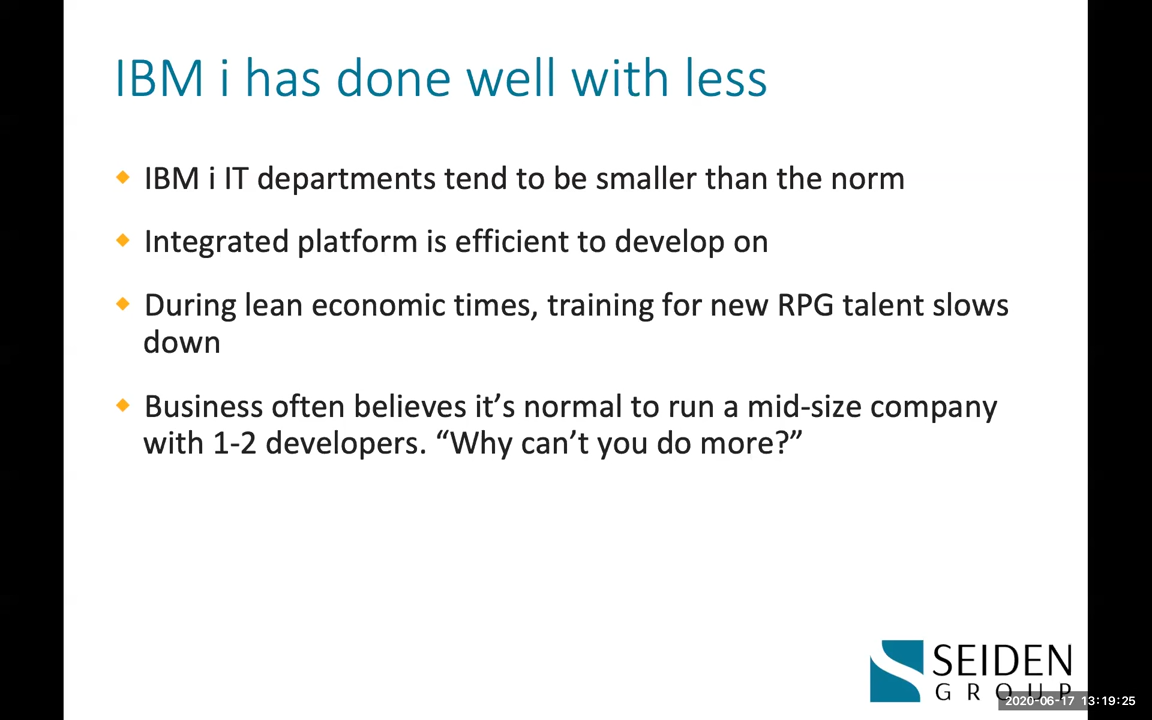 IBM i has done well with less
◆ IBM i IT departments tend to be smaller than the norm
◆ Integrated platform is efficient to develop on
◆ During lean economic times, training for new RPG talent slows
down
◆ Business often believes it’s normal to run a mid-size company
with 1-2 developers. “Why can’t you do more?”
SEIDEN
GROUP
2020-06-17 13:19:25